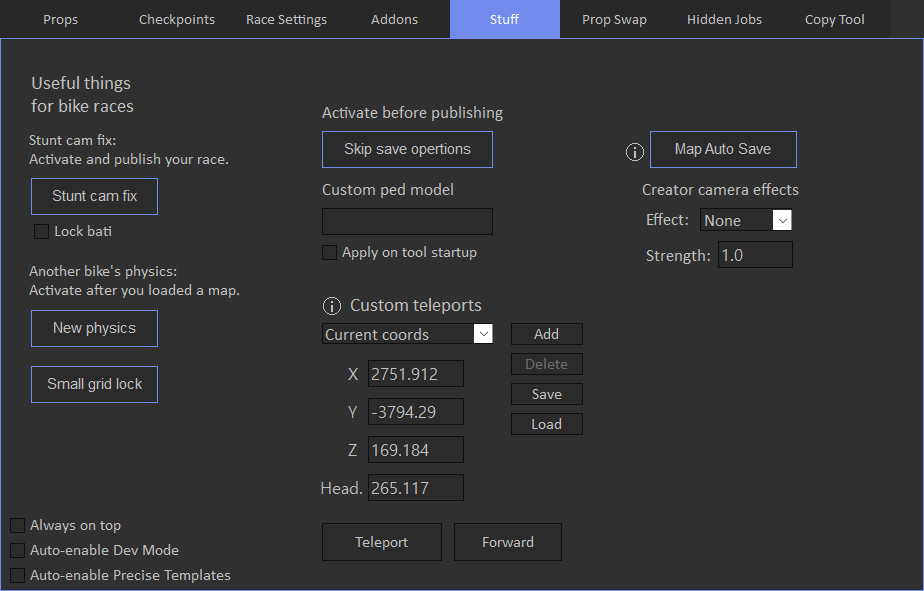 Props Checkpoints Race Settings Addons Stuff Prop Swap Hidden Jobs Copy Tool
Useful things
for bike races
Stunt cam fix:
Activate and publish your race.
Stunt cam fix
Lock bati
Another bike's physics:
Activate after you loaded a map.
New physics
Small grid lock
Always on top
Auto-enable Dev Mode
Auto-enable Precise Templates
Activate before publishing
Skip save opertions
Custom ped model
Apply on tool startup
Custom teleports
Current coords
Add
Delete
Save
Load
X 2751.912
Y -3794.29
Z 169.184
Head. 265.117
Teleport Forward
Map Auto Save
Creator camera effects
Effect: None
Strength: 1.0